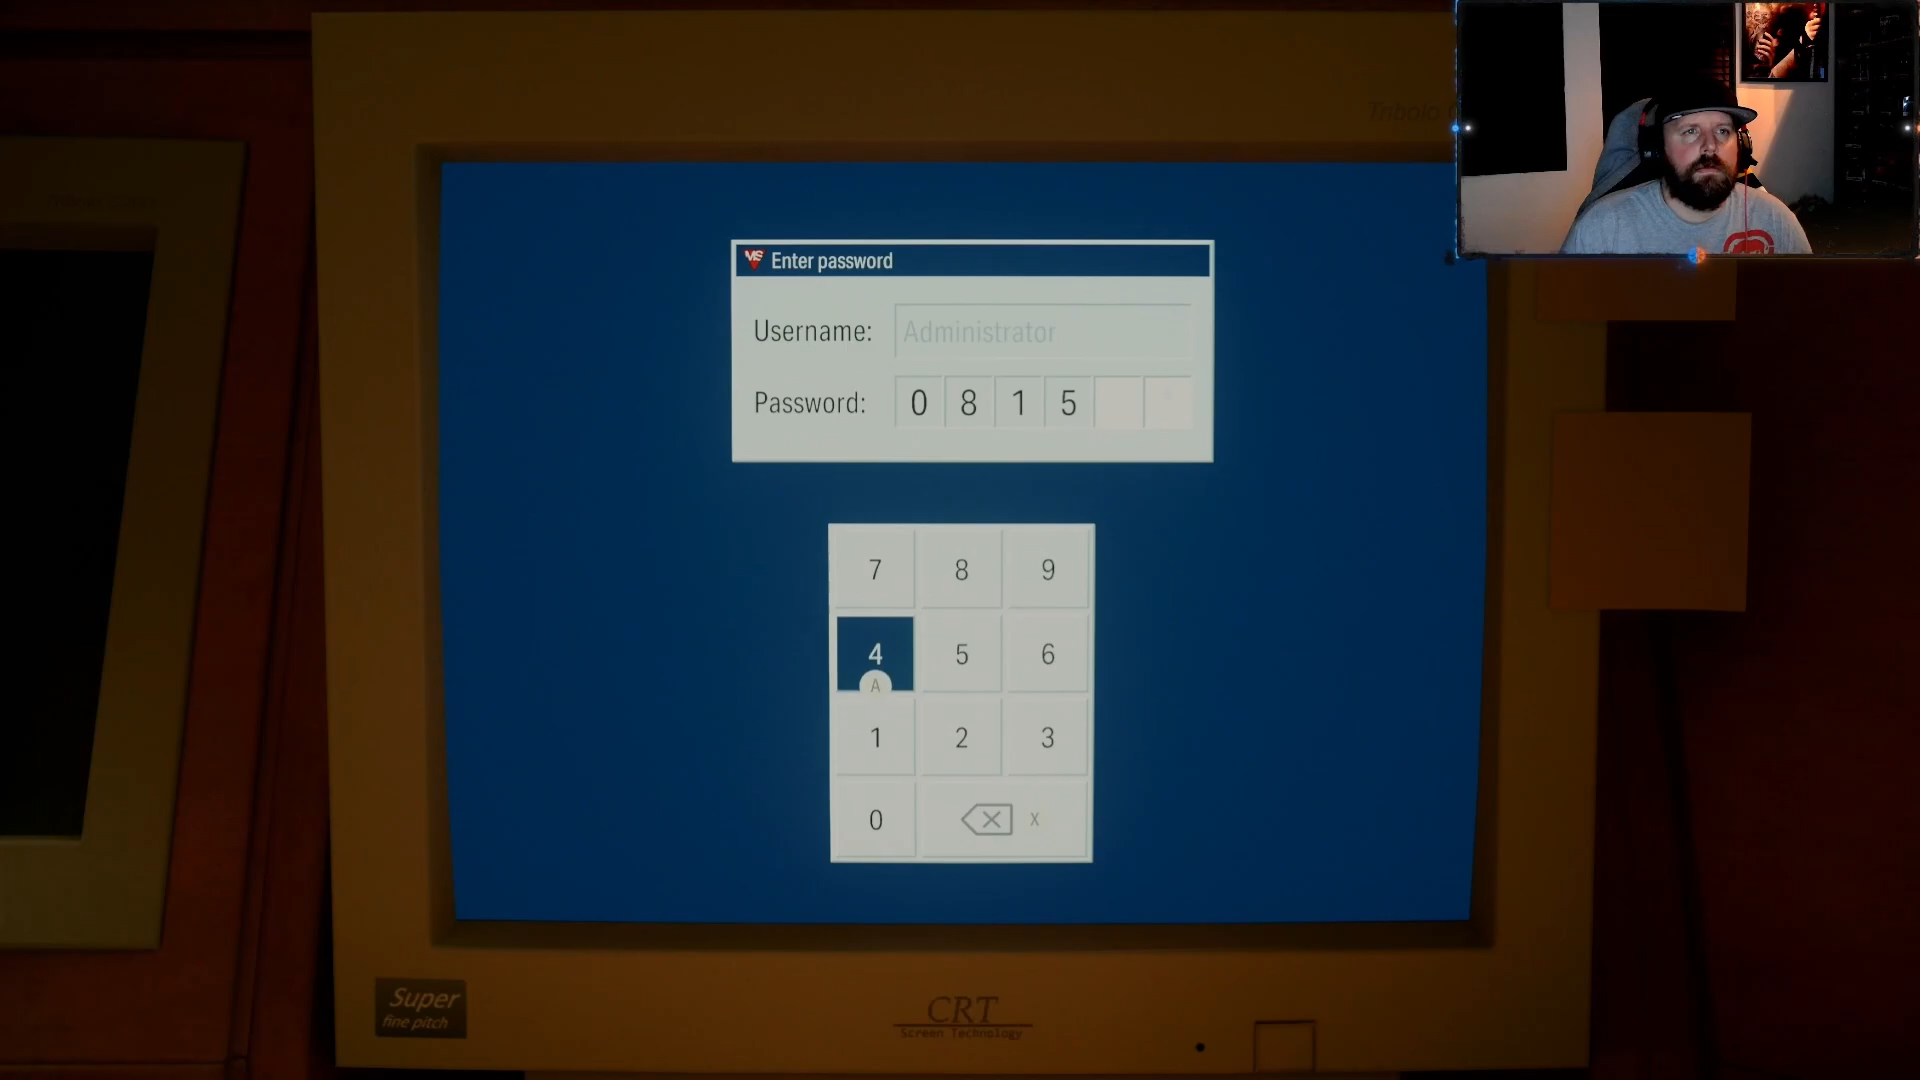 Enter password
Username: Administrator
Password: 0 8 1 5
7 8 9
4 5 6
A
1 2 3
0 X
Super
fine pitch
CRT
Screen Technology